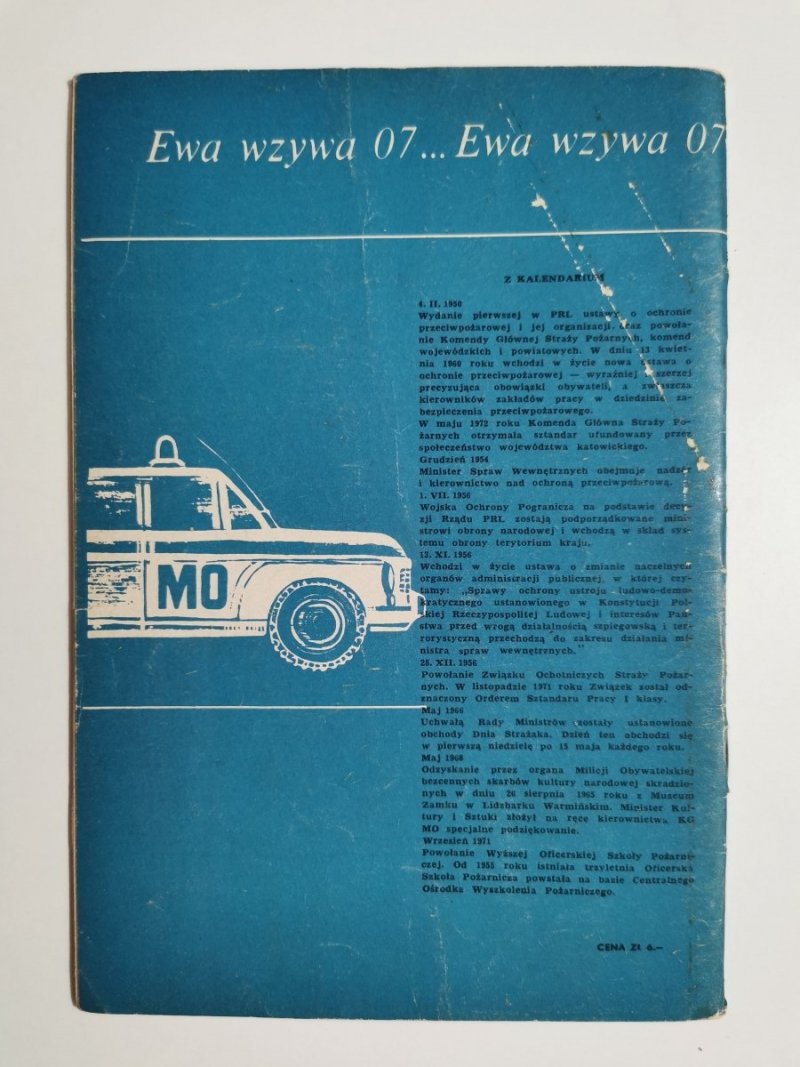 Ewa wzywa 07... Ewa wzywa 07
Z KALENDARIUM
4. II. 1950
Wydanie pierwszej w PRL ustawy o ochronie
przeciwpożarowej i jej organizacji oraz powoła-
nie Komendy Głównej Straży Pożarnych, komend
wojewódzkich i powiatowych. W dniu 13 kwiet-
nia 1960 roku wchodzi w życie nowa ustawa o
ochronie przeciwpożarowej — wyraźniej i szerzej
precyzująca obowiązki obywateli, a zwłaszcza
kierowników zakładów pracy w dziedzinie za-
bezpieczenia przeciwpożarowego.
W maju 1972 roku Komenda Główna Straży Po-
żarnych otrzymała sztandar ufundowany przez
społeczeństwo województwa katowickiego.
Grudzień 1954
Minister Spraw Wewnętrznych obejmuje nadzór
i kierownictwo nad ochroną przeciwpożarową.
1. VII. 1956
Wojska Ochrony Pogranicza na podstawie decy-
zji Rządu PRL zostają podporządkowane mini-
strowi obrony narodowej i wchodzą w skład sys-
temu obrony terytorium kraju.
13. XI. 1956
Wchodzi w życie ustawa o zmianie naczelnych
organów administracji publicznej, w której czy-
tamy: „Sprawy ochrony ustroju ludowo-demo-
kratycznego ustanowionego w Konstytucji Pol-
skiej Rzeczypospolitej Ludowej i interesów Pań-
stwa przed wrogą działalnością szpiegowską i ter-
rorystyczną przechodzą do zakresu działania mi-
nistra spraw wewnętrznych."
28. XII. 1956
Powołanie Związku Ochotniczych Straży Pożar-
nych. W listopadzie 1971 roku Związek został od-
znaczony Orderem Sztandaru Pracy I klasy.
Maj 1966
Uchwałą Rady Ministrów zostały ustanowione
obchody Dnia Strażaka. Dzień ten obchodzi się
w pierwszą niedzielę po 15 maja każdego roku.
Maj 1968
Odzyskanie przez organa Milicji Obywatelskiej
bezcennych skarbów kultury narodowej skradzio-
nych w dniu 26 sierpnia 1965 roku z Muzeum
Zamku w Lidzbarku Warmińskim. Minister Kul-
tury i Sztuki złożył na ręce kierownictwa KG
MO specjalne podziękowanie.
Wrzesień 1971
Powołanie Wyższej Oficerskiej Szkoły Pożarni-
czej. Od 1955 roku istniała trzyletnia Oficerska
Szkoła Pożarnicza powstała na bazie Centralnego
Ośrodka Wyszkolenia Pożarniczego.
MO
CENA ZŁ 6.—